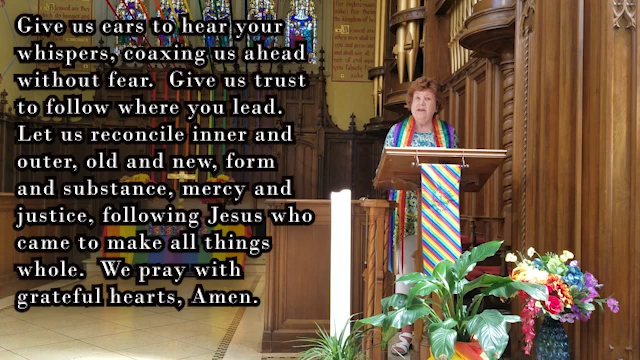 Give us ears to hear your
whispers, coaxing us ahead
without fear.  Give us trust
to follow where you lead.
Let us reconcile inner and
outer, old and new, form
and substance, mercy and
justice, following Jesus who
came to make all things
whole.  We pray with
grateful hearts, Amen.